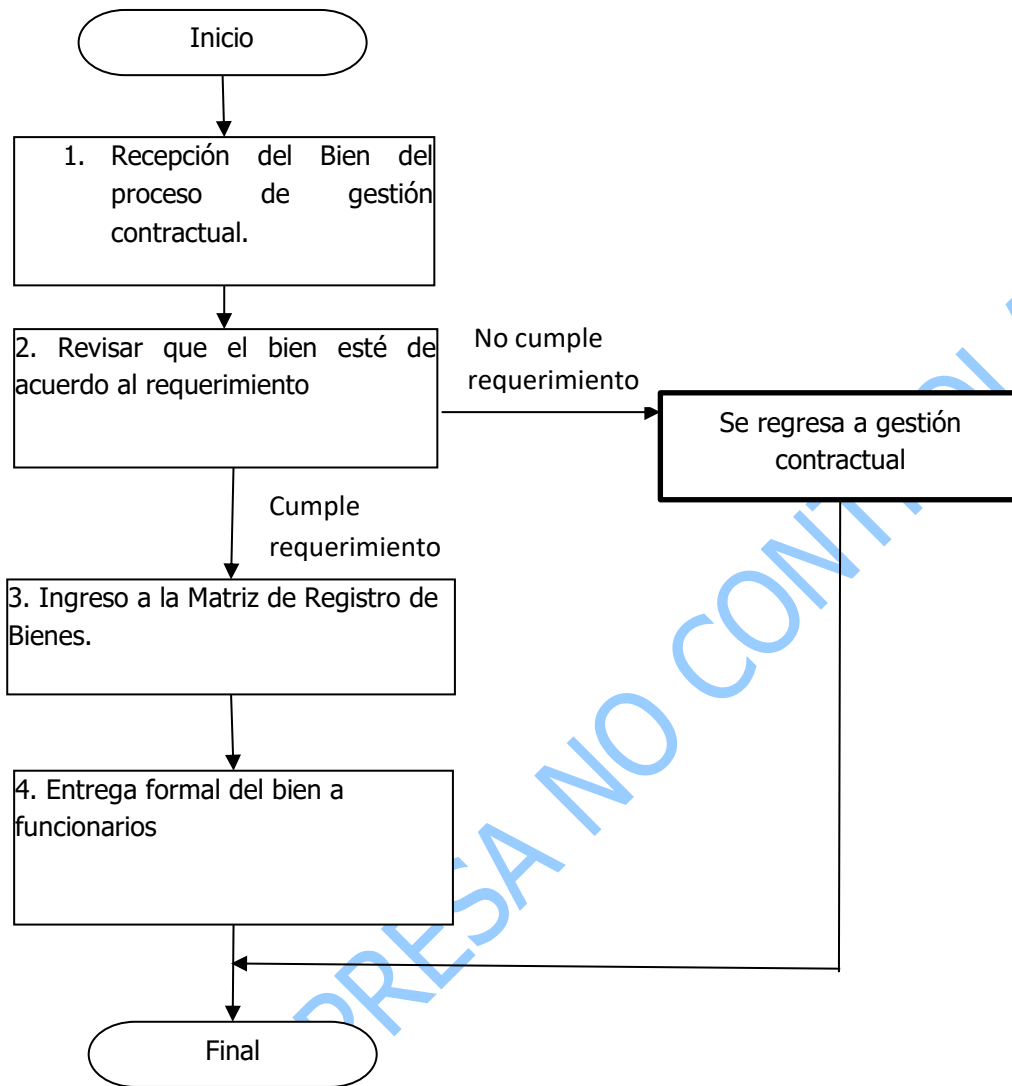 Inicio
1. Recepción del Bien del
proceso de gestión
contractual.
2. Revisar que el bien esté de
acuerdo al requerimiento
No cumple
requerimiento
Se regresa a gestión
contractual
Cumple
requerimiento
3. Ingreso a la Matriz de Registro de
Bienes.
4. Entrega formal del bien a
funcionarios
Final
NO